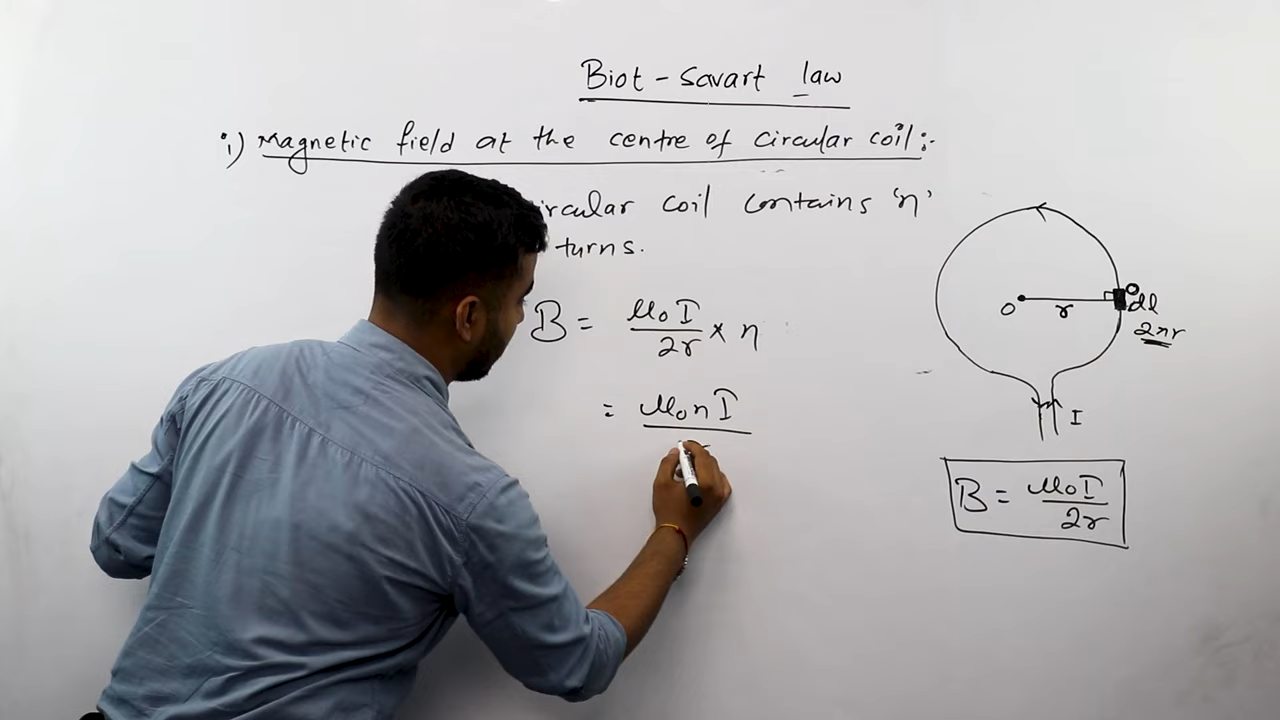 Biot - Savart law
i) Magnetic field at the centre of circular coil:-
ircular coil contains 'n'
turns.
B = μ₀I/2r × n
= μ₀nI
O r dl
2πr
I
B = μ₀I/2r